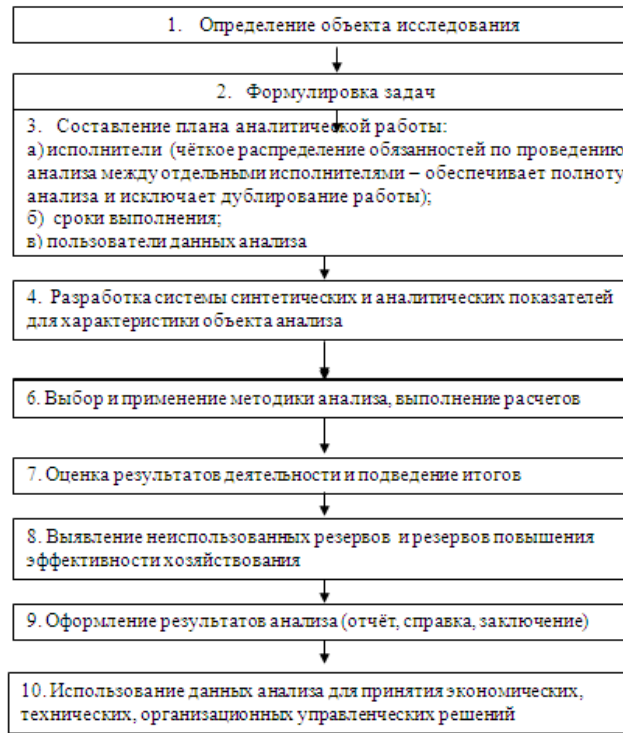 1. Определение объекта исследования
2. Формулировка задач
3. Составление плана аналитической работы:
а) исполнители (чёткое распределение обязанностей по проведению
анализа между отдельными исполнителями – обеспечивает полноту
анализа и исключает дублирование работы);
б) сроки выполнения;
в) пользователи данных анализа
4. Разработка системы синтетических и аналитических показателей
для характеристики объекта анализа
6. Выбор и применение методики анализа, выполнение расчетов
7. Оценка результатов деятельности и подведение итогов
8. Выявление неиспользованных резервов и резервов повышения
эффективности хозяйствования
9. Оформление результатов анализа (отчёт, справка, заключение)
10. Использование данных анализа для принятия экономических,
технических, организационных управленческих решений